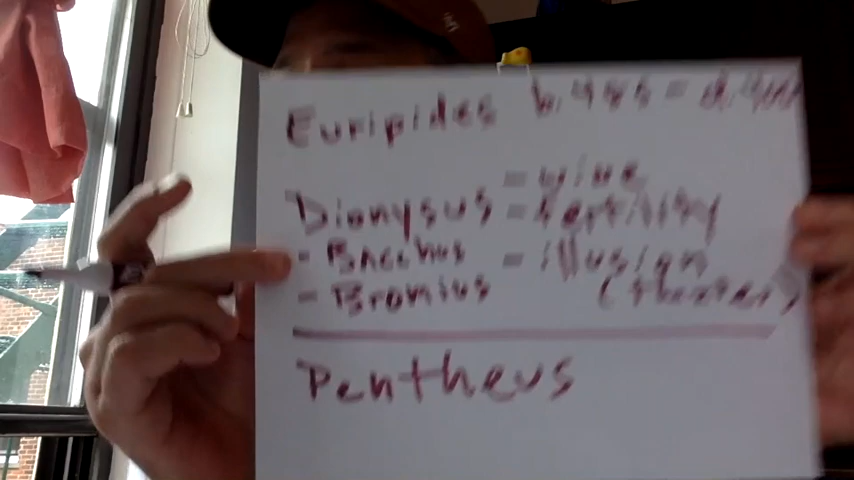 Euripides b. 485 - d. 406
Dionysus = wine
= fertility
- Bacchus = illusion
- Bromius (theater)
Pentheus